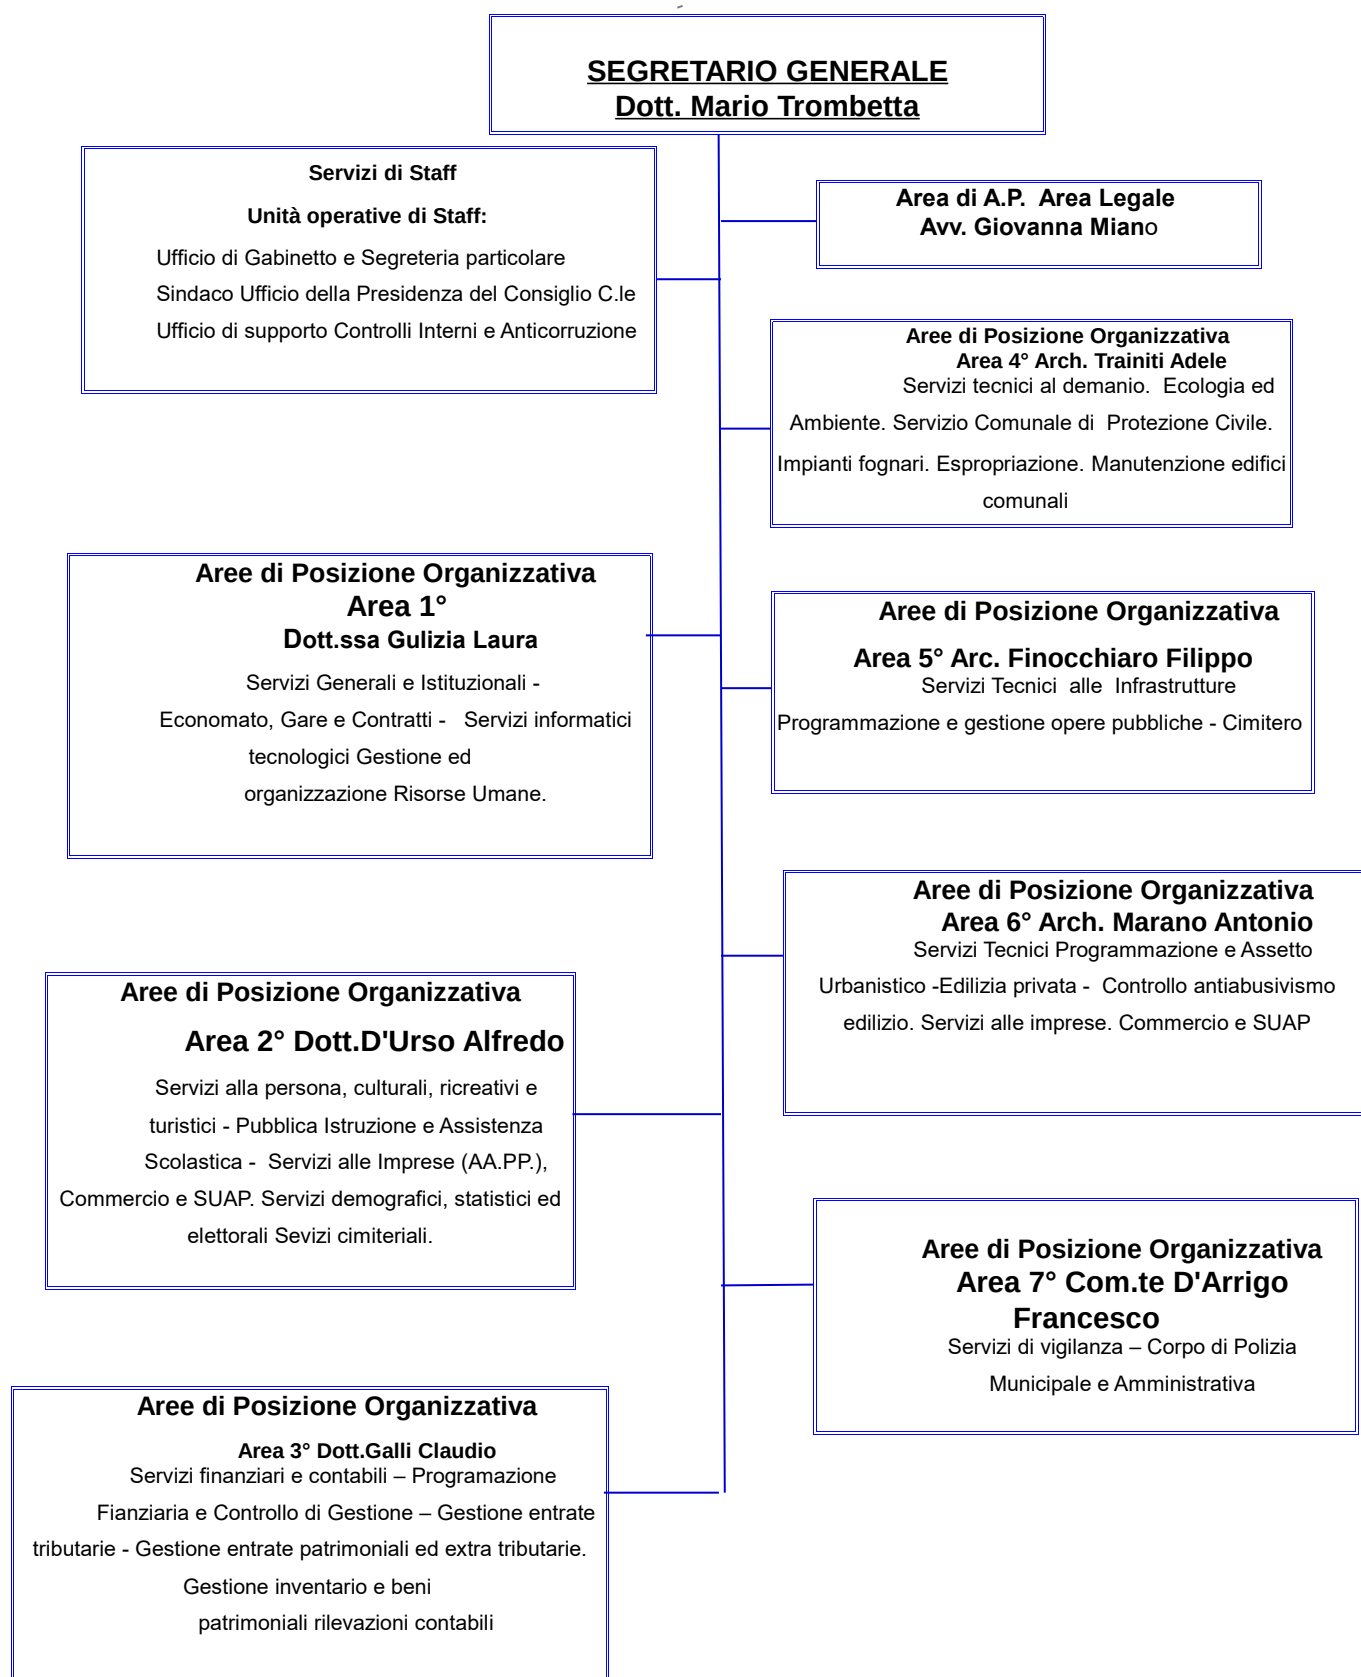 SEGRETARIO GENERALE
Dott. Mario Trombetta
Servizi di Staff
Unità operative di Staff:
Ufficio di Gabinetto e Segreteria particolare
Sindaco Ufficio della Presidenza del Consiglio C.le
Ufficio di supporto Controlli Interni e Anticorruzione
Area di A.P. Area Legale
Avv. Giovanna Miano
Aree di Posizione Organizzativa
Area 4° Arch. Trainiti Adele
Servizi tecnici al demanio. Ecologia ed
Ambiente. Servizio Comunale di Protezione Civile.
Impianti fognari. Espropriazione. Manutenzione edifici
comunali
Aree di Posizione Organizzativa
Area 1°
Dott.ssa Gulizia Laura
Servizi Generali e Istituzionali -
Economato, Gare e Contratti - Servizi informatici
tecnologici Gestione ed
organizzazione Risorse Umane.
Aree di Posizione Organizzativa
Area 5° Arc. Finocchiaro Filippo
Servizi Tecnici alle Infrastrutture
Programmazione e gestione opere pubbliche - Cimitero
Aree di Posizione Organizzativa
Area 6° Arch. Marano Antonio
Servizi Tecnici Programmazione e Assetto
Urbanistico -Edilizia privata - Controllo antiabusivismo
edilizio. Servizi alle imprese. Commercio e SUAP
Aree di Posizione Organizzativa
Area 2° Dott.D'Urso Alfredo
Servizi alla persona, culturali, ricreativi e
turistici - Pubblica Istruzione e Assistenza
Scolastica - Servizi alle Imprese (AA.PP.),
Commercio e SUAP. Servizi demografici, statistici ed
elettorali Sevizi cimiteriali.
Aree di Posizione Organizzativa
Area 7° Com.te D'Arrigo
Francesco
Servizi di vigilanza – Corpo di Polizia
Municipale e Amministrativa
Aree di Posizione Organizzativa
Area 3° Dott.Galli Claudio
Servizi finanziari e contabili – Programazione
Fianziaria e Controllo di Gestione – Gestione entrate
tributarie - Gestione entrate patrimoniali ed extra tributarie.
Gestione inventario e beni
patrimoniali rilevazioni contabili